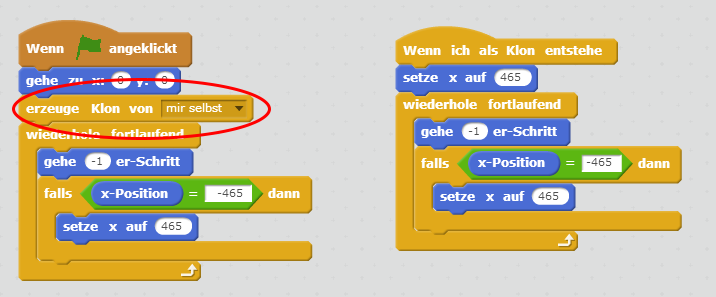 Wenn angeklickt
gehe zu x: 0 y: 0
erzeuge Klon von mir selbst
wiederhole fortlaufend
gehe -1 er-Schritt
falls x-Position = -465 dann
setze x auf 465
Wenn ich als Klon entstehe
setze x auf 465
wiederhole fortlaufend
gehe -1 er-Schritt
falls x-Position = -465 dann
setze x auf 465